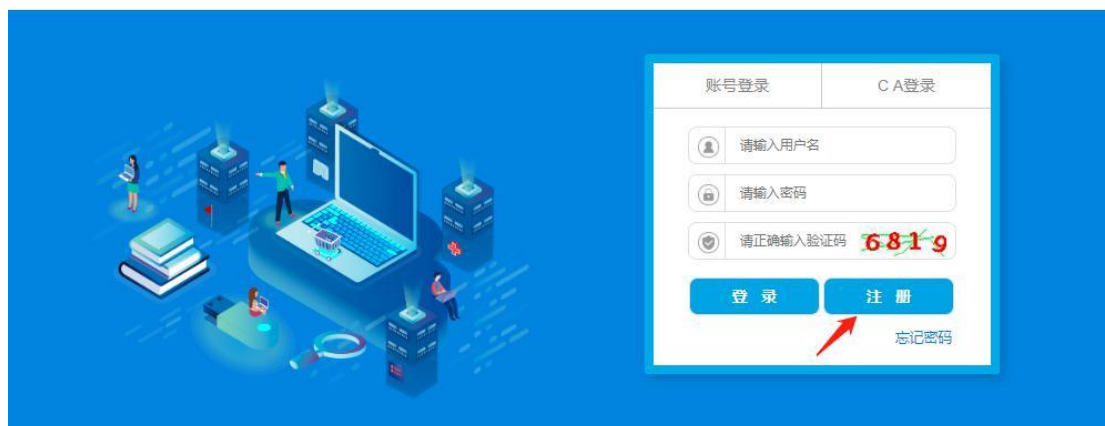 账号登录
C A登录
请输入用户名
请输入密码
请正确输入验证码 6819
登 录
注 册
忘记密码